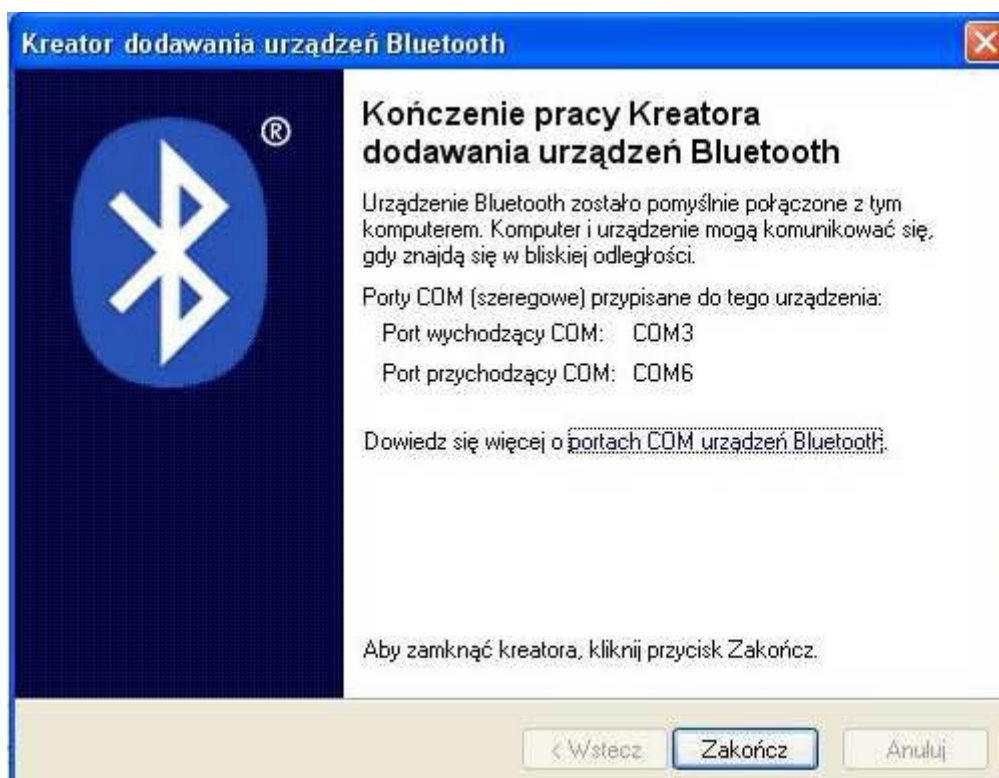 Kreator dodawania urządzeń Bluetooth
®
Kończenie pracy Kreatora
dodawania urządzeń Bluetooth
Urządzenie Bluetooth zostało pomyślnie połączone z tym
komputerem. Komputer i urządzenie mogą komunikować się,
gdy znajdą się w bliskiej odległości.
Porty COM (szeregowe) przypisane do tego urządzenia:
Port wychodzący COM: COM3
Port przychodzący COM: COM6
Dowiedz się więcej o portach COM urządzeń Bluetooth.
Aby zamknąć kreatora, kliknij przycisk Zakończ.
< Wstecz Zakończ Anuluj